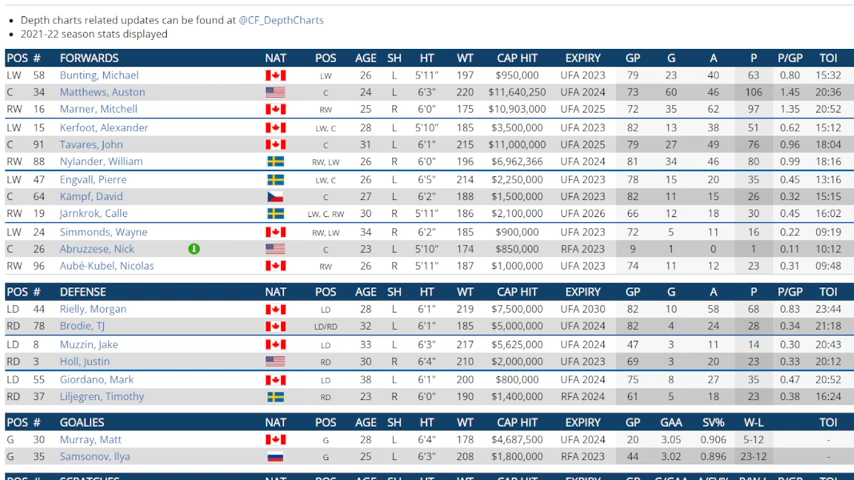 Depth charts related updates can be found at @CF_DepthCharts
2021-22 season stats displayed
POS # FORWARDS NAT POS AGE SH HT WT CAP HIT EXPIRY GP G A P P/GP TOI
LW 58 Bunting, Michael LW 26 L 5'11" 197 $950,000 UFA 2023 79 23 40 63 0.80 15:32
C 34 Matthews, Auston C 24 L 6'3" 220 $11,640,250 UFA 2024 73 60 46 106 1.45 20:36
RW 16 Marner, Mitchell RW 25 R 6'0" 175 $10,903,000 UFA 2025 72 35 62 97 1.35 20:52
LW 15 Kerfoot, Alexander LW, C 28 L 5'10" 185 $3,500,000 UFA 2023 82 13 38 51 0.62 15:12
C 91 Tavares, John C 31 L 6'1" 215 $11,000,000 UFA 2025 79 27 49 76 0.96 18:04
RW 88 Nylander, William RW, LW 26 R 6'0" 196 $6,962,366 UFA 2024 81 34 46 80 0.99 18:16
LW 47 Engvall, Pierre LW, C 26 L 6'5" 214 $2,250,000 UFA 2023 78 15 20 35 0.45 13:16
C 64 Kämpf, David C 27 L 6'2" 188 $1,500,000 UFA 2023 82 11 15 26 0.32 15:15
RW 19 Järnkrok, Calle LW, C, RW 30 R 5'11" 186 $2,100,000 UFA 2026 66 12 18 30 0.45 16:02
LW 24 Simmonds, Wayne RW, LW 34 R 6'2" 185 $900,000 UFA 2023 72 5 11 16 0.22 09:19
C 26 Abruzzese, Nick C 23 L 5'10" 174 $850,000 RFA 2023 9 1 0 1 0.11 10:12
RW 96 Aubé-Kubel, Nicolas RW 26 R 5'11" 187 $1,000,000 UFA 2023 74 11 12 23 0.31 09:48
POS # DEFENSE NAT POS AGE SH HT WT CAP HIT EXPIRY GP G A P P/GP TOI
LD 44 Rielly, Morgan LD 28 L 6'1" 219 $7,500,000 UFA 2030 82 10 58 68 0.83 23:44
RD 78 Brodie, TJ LD/RD 32 L 6'1" 185 $5,000,000 UFA 2024 82 4 24 28 0.34 21:18
LD 8 Muzzin, Jake LD 33 L 6'3" 217 $5,625,000 UFA 2024 47 3 11 14 0.30 20:43
RD 3 Holl, Justin RD 30 R 6'4" 210 $2,000,000 UFA 2023 69 3 20 23 0.33 20:12
LD 55 Giordano, Mark LD 38 L 6'1" 200 $800,000 UFA 2024 75 8 27 35 0.47 20:52
RD 37 Liljegren, Timothy RD 23 R 6'0" 190 $1,400,000 RFA 2024 61 5 18 23 0.38 16:24
POS # GOALIES NAT POS AGE SH HT WT CAP HIT EXPIRY GP GAA SV% W-L TOI
G 30 Murray, Matt G 28 L 6'4" 178 $4,687,500 UFA 2024 20 3.05 0.906 5-12 -
G 35 Samsonov, Ilya G 25 L 6'3" 208 $1,800,000 RFA 2023 44 3.02 0.896 23-12 -